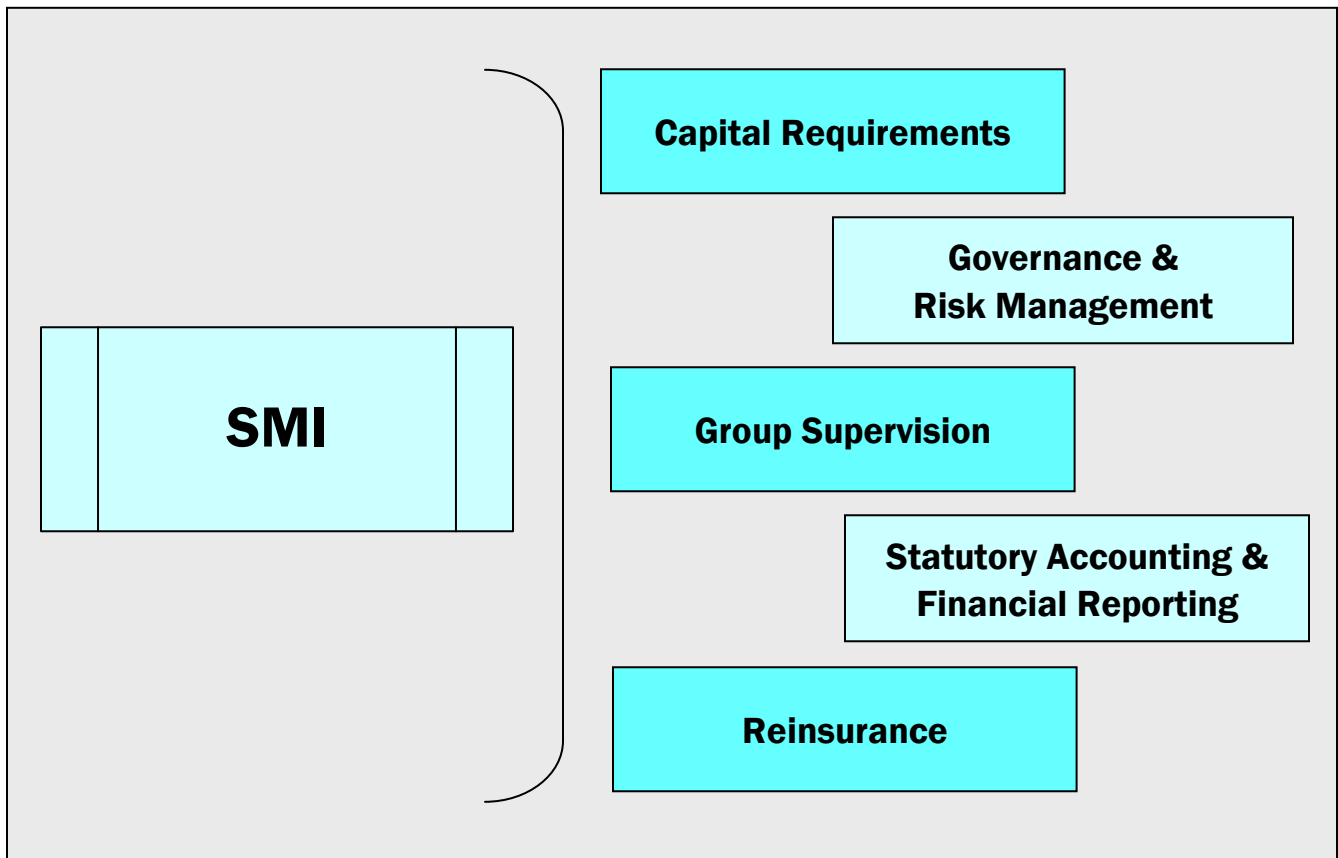 SMI
Capital Requirements
Governance &
Risk Management
Group Supervision
Statutory Accounting &
Financial Reporting
Reinsurance